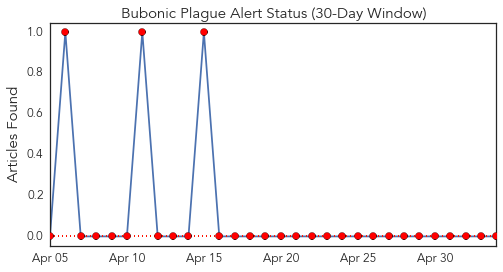 Bubonic Plague Alert Status (30-Day Window)
Articles Found
1.0
0.8
0.6
0.4
0.2
0.0
Apr 05 Apr 10 Apr 15 Apr 20 Apr 25 Apr 30